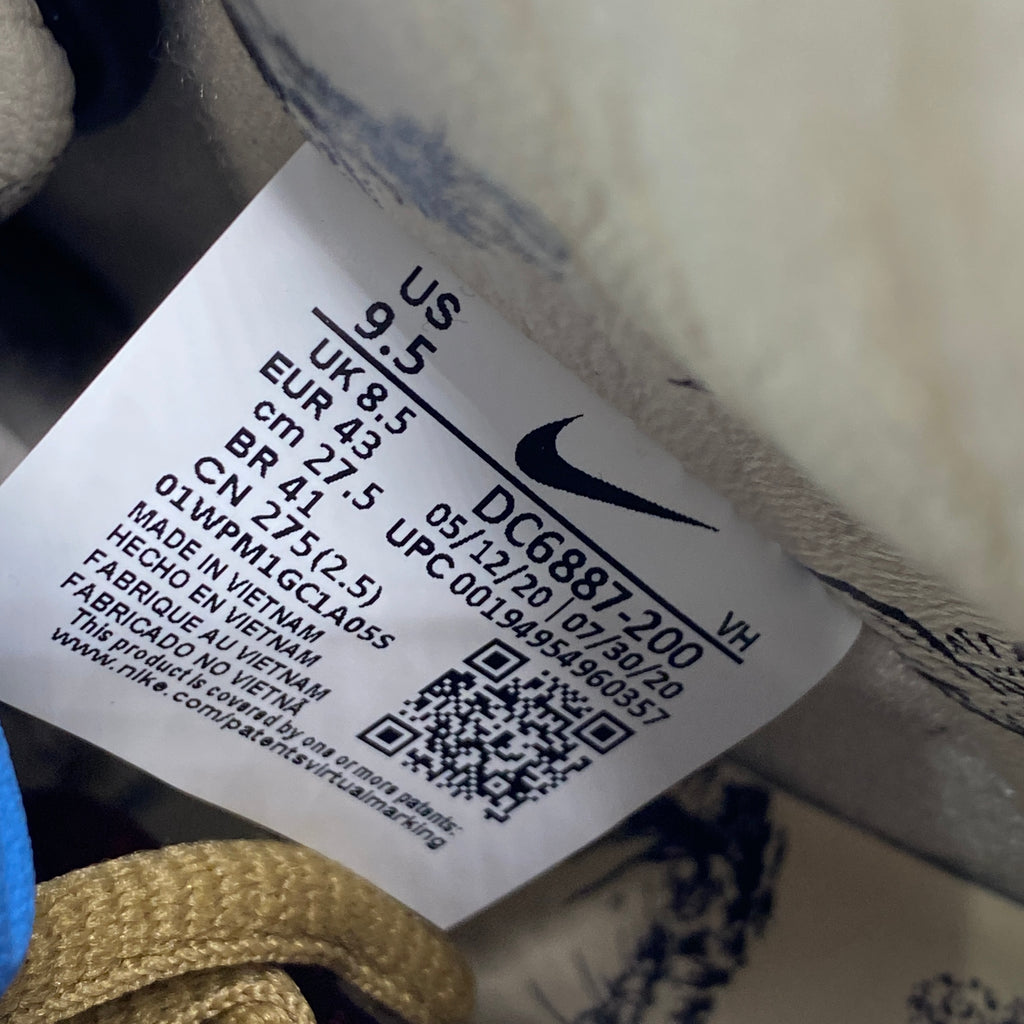 US
9.5
UK 8.5
EUR 43
cm 27.5
BR 41
CN 275(2.5)
01WPM1GC1A05S
MADE IN VIETNAM
HECHO EN VIETNAM
FABRIQUE AU VIETNAM
FABRICADO NO VIETNÃ
This product is covered by one or more patents:
www.nike.com/patentsvirtualmarking
VH
DC6887-200
05/12/20 | 07/30/20
UPC 00194954960357